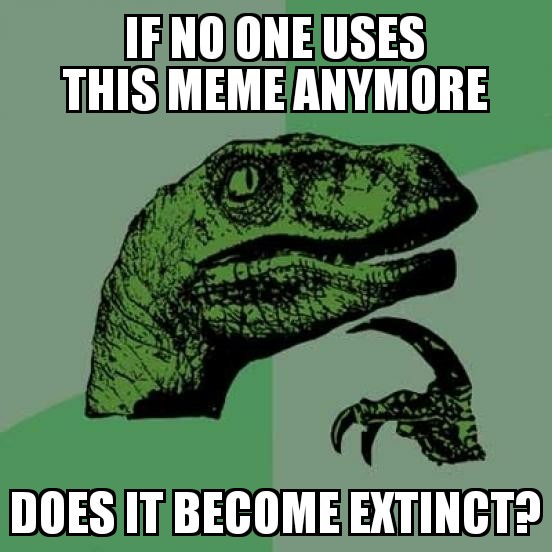 IF NO ONE USES
THIS MEME ANYMORE
DOES IT BECOME EXTINCT?